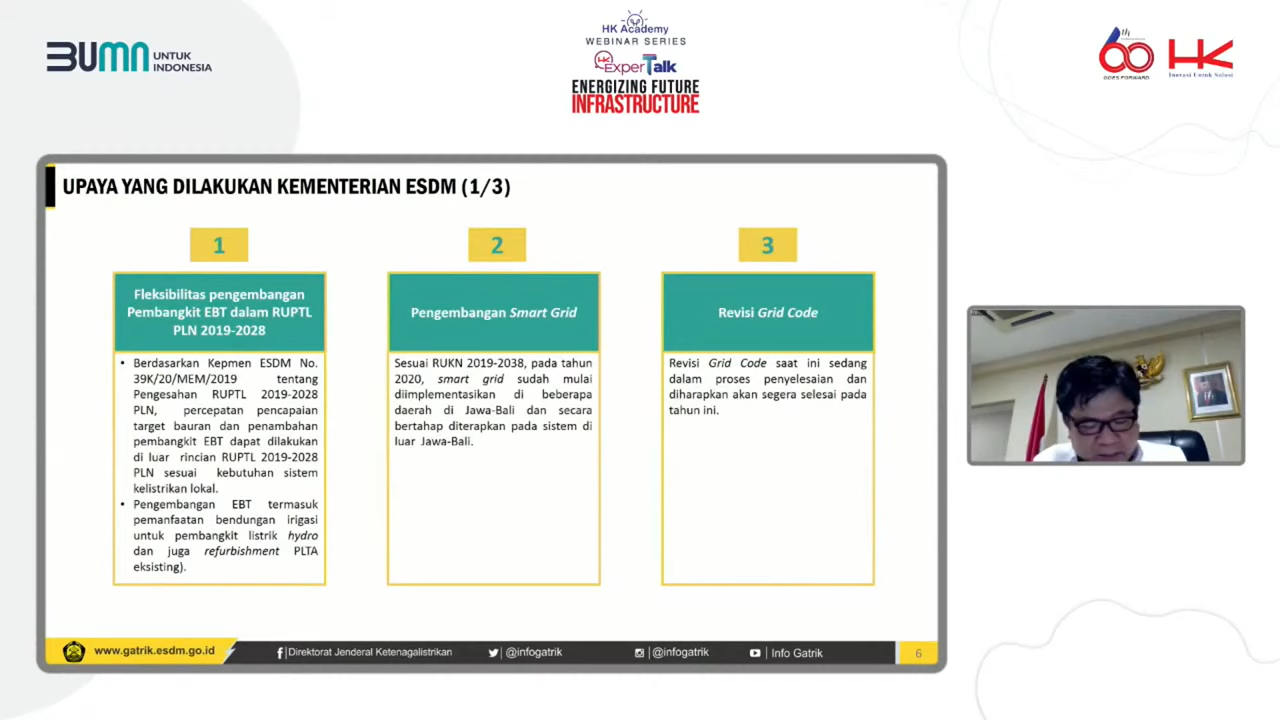 BUMN UNTUK
INDONESIA
HK Academy
WEBINAR SERIES
HK ExperTalk
ENERGIZING FUTURE
INFRASTRUCTURE
60th HK
GOES FORWARD
Inovasi Untuk Solusi
UPAYA YANG DILAKUKAN KEMENTERIAN ESDM (1/3)
1
Fleksibilitas pengembangan
Pembangkit EBT dalam RUPTL
PLN 2019-2028
• Berdasarkan Kepmen ESDM No.
39K/20/MEM/2019 tentang
Pengesahan RUPTL 2019-2028
PLN, percepatan pencapaian
target bauran dan penambahan
pembangkit EBT dapat dilakukan
di luar rincian RUPTL 2019-2028
PLN sesuai kebutuhan sistem
kelistrikan lokal.
• Pengembangan EBT termasuk
pemanfaatan bendungan irigasi
untuk pembangkit listrik hydro
dan juga refurbishment PLTA
eksisting).
2
Pengembangan Smart Grid
Sesuai RUKN 2019-2038, pada tahun
2020, smart grid sudah mulai
diimplementasikan di beberapa
daerah di Jawa-Bali dan secara
bertahap diterapkan pada sistem di
luar Jawa-Bali.
3
Revisi Grid Code
Revisi Grid Code saat ini sedang
dalam proses penyelesaian dan
diharapkan akan segera selesai pada
tahun ini.
www.gatrik.esdm.go.id
|Direktorat Jenderal Ketenagalistrikan
| @infogatrik
|@infogatrik
| Info Gatrik
6